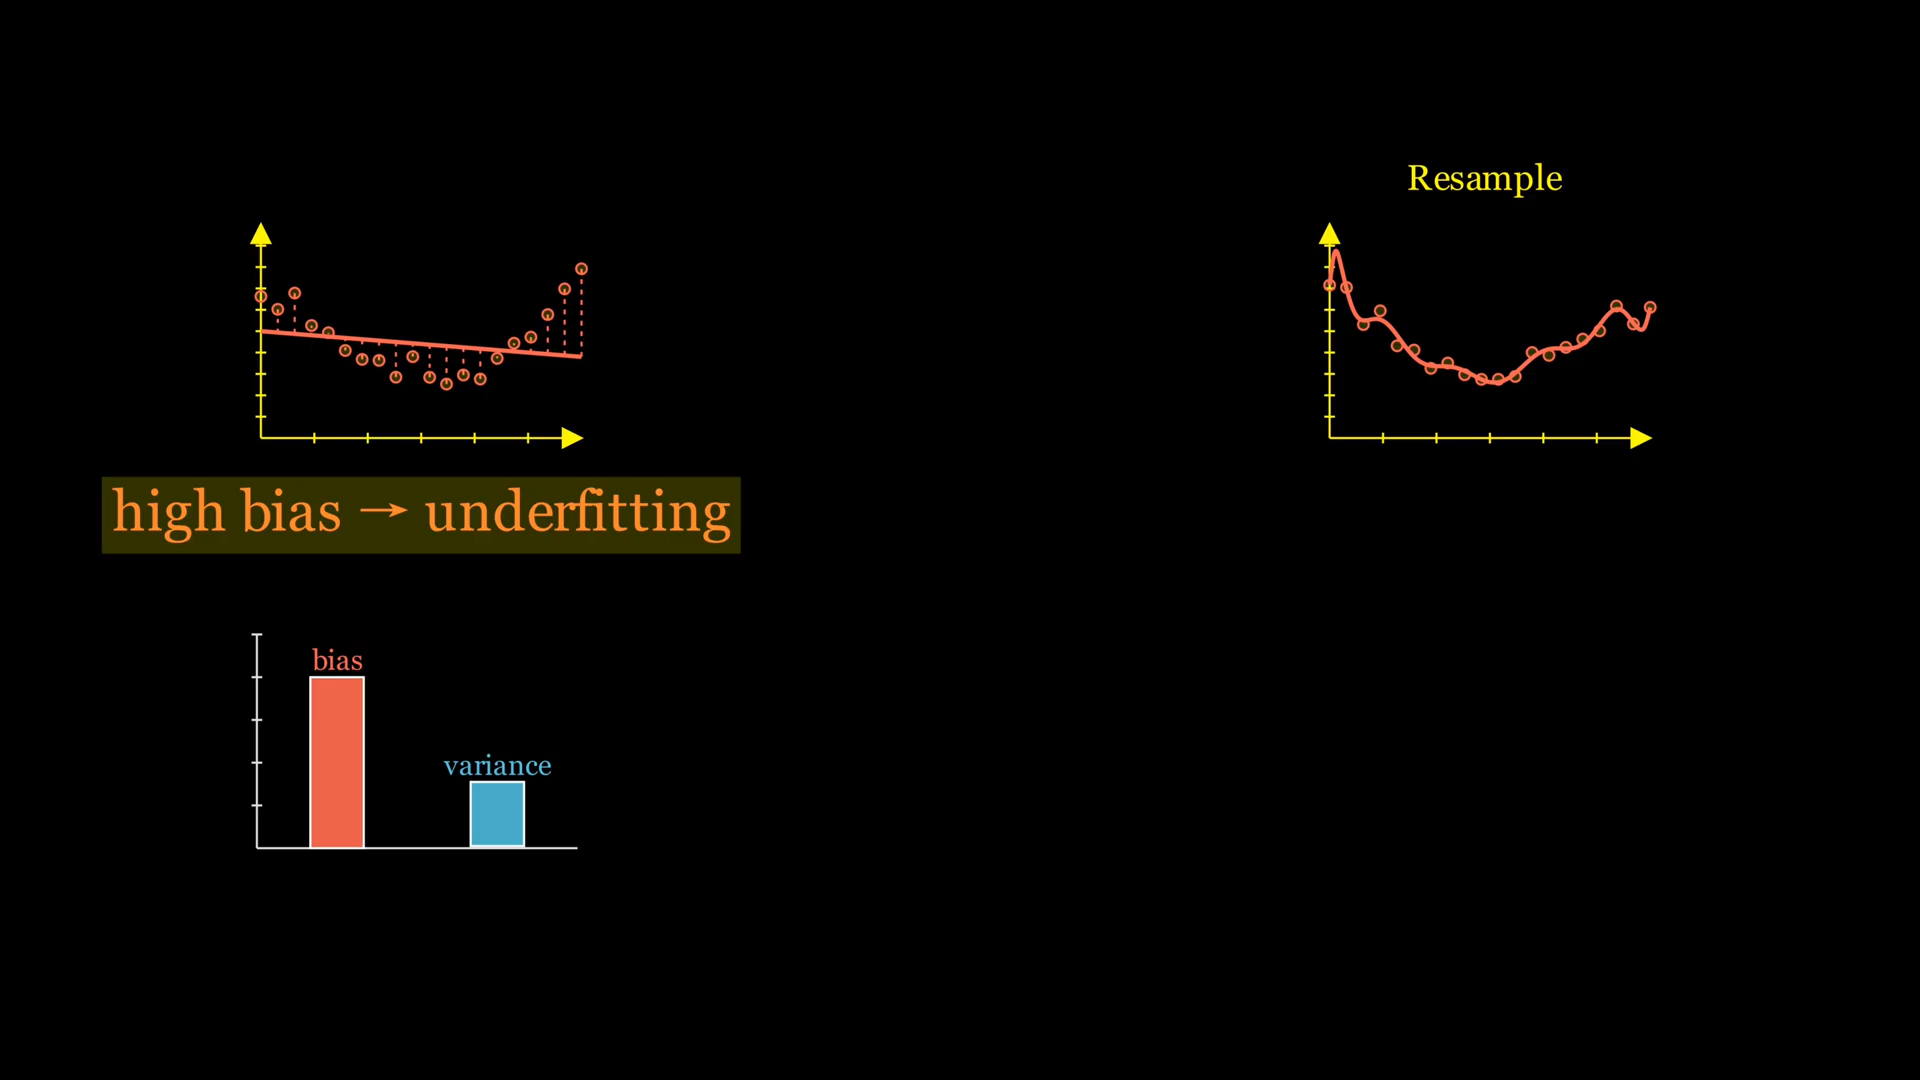 Resample
high bias → underfitting
bias
variance